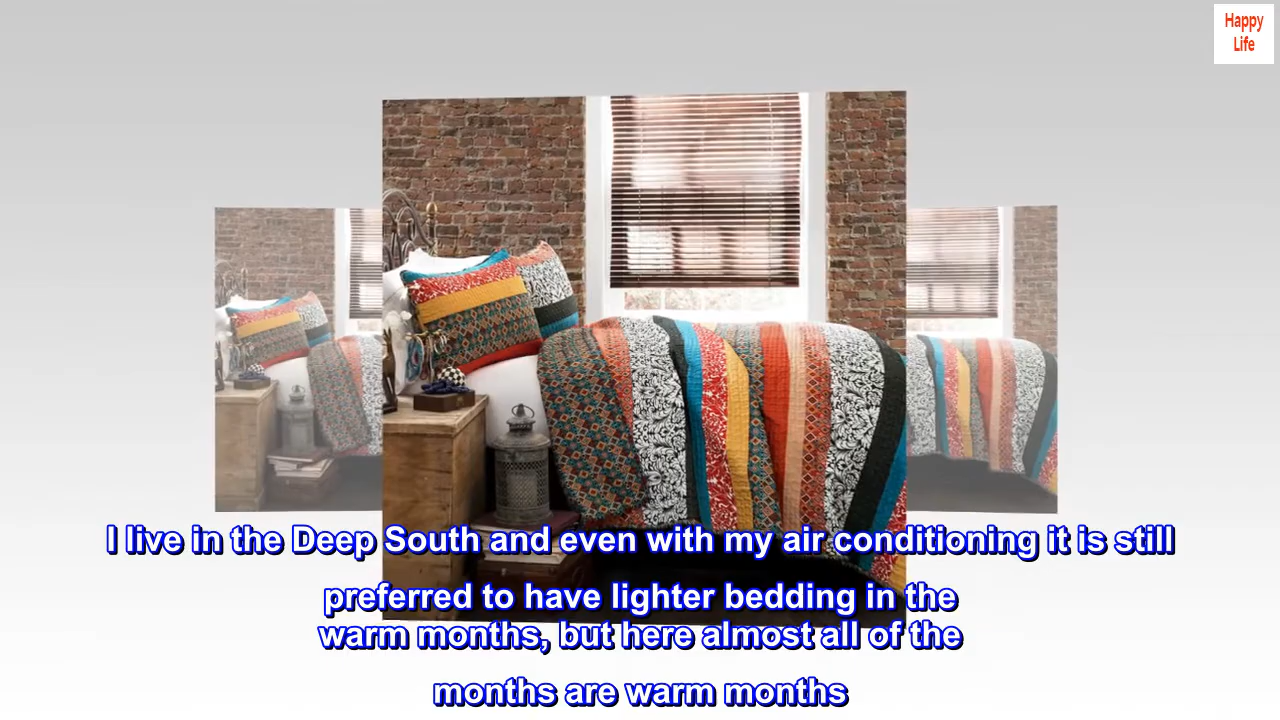 Happy
Life
I live in the Deep South and even with my air conditioning it is still
preferred to have lighter bedding in the
warm months, but here almost all of the
months are warm months